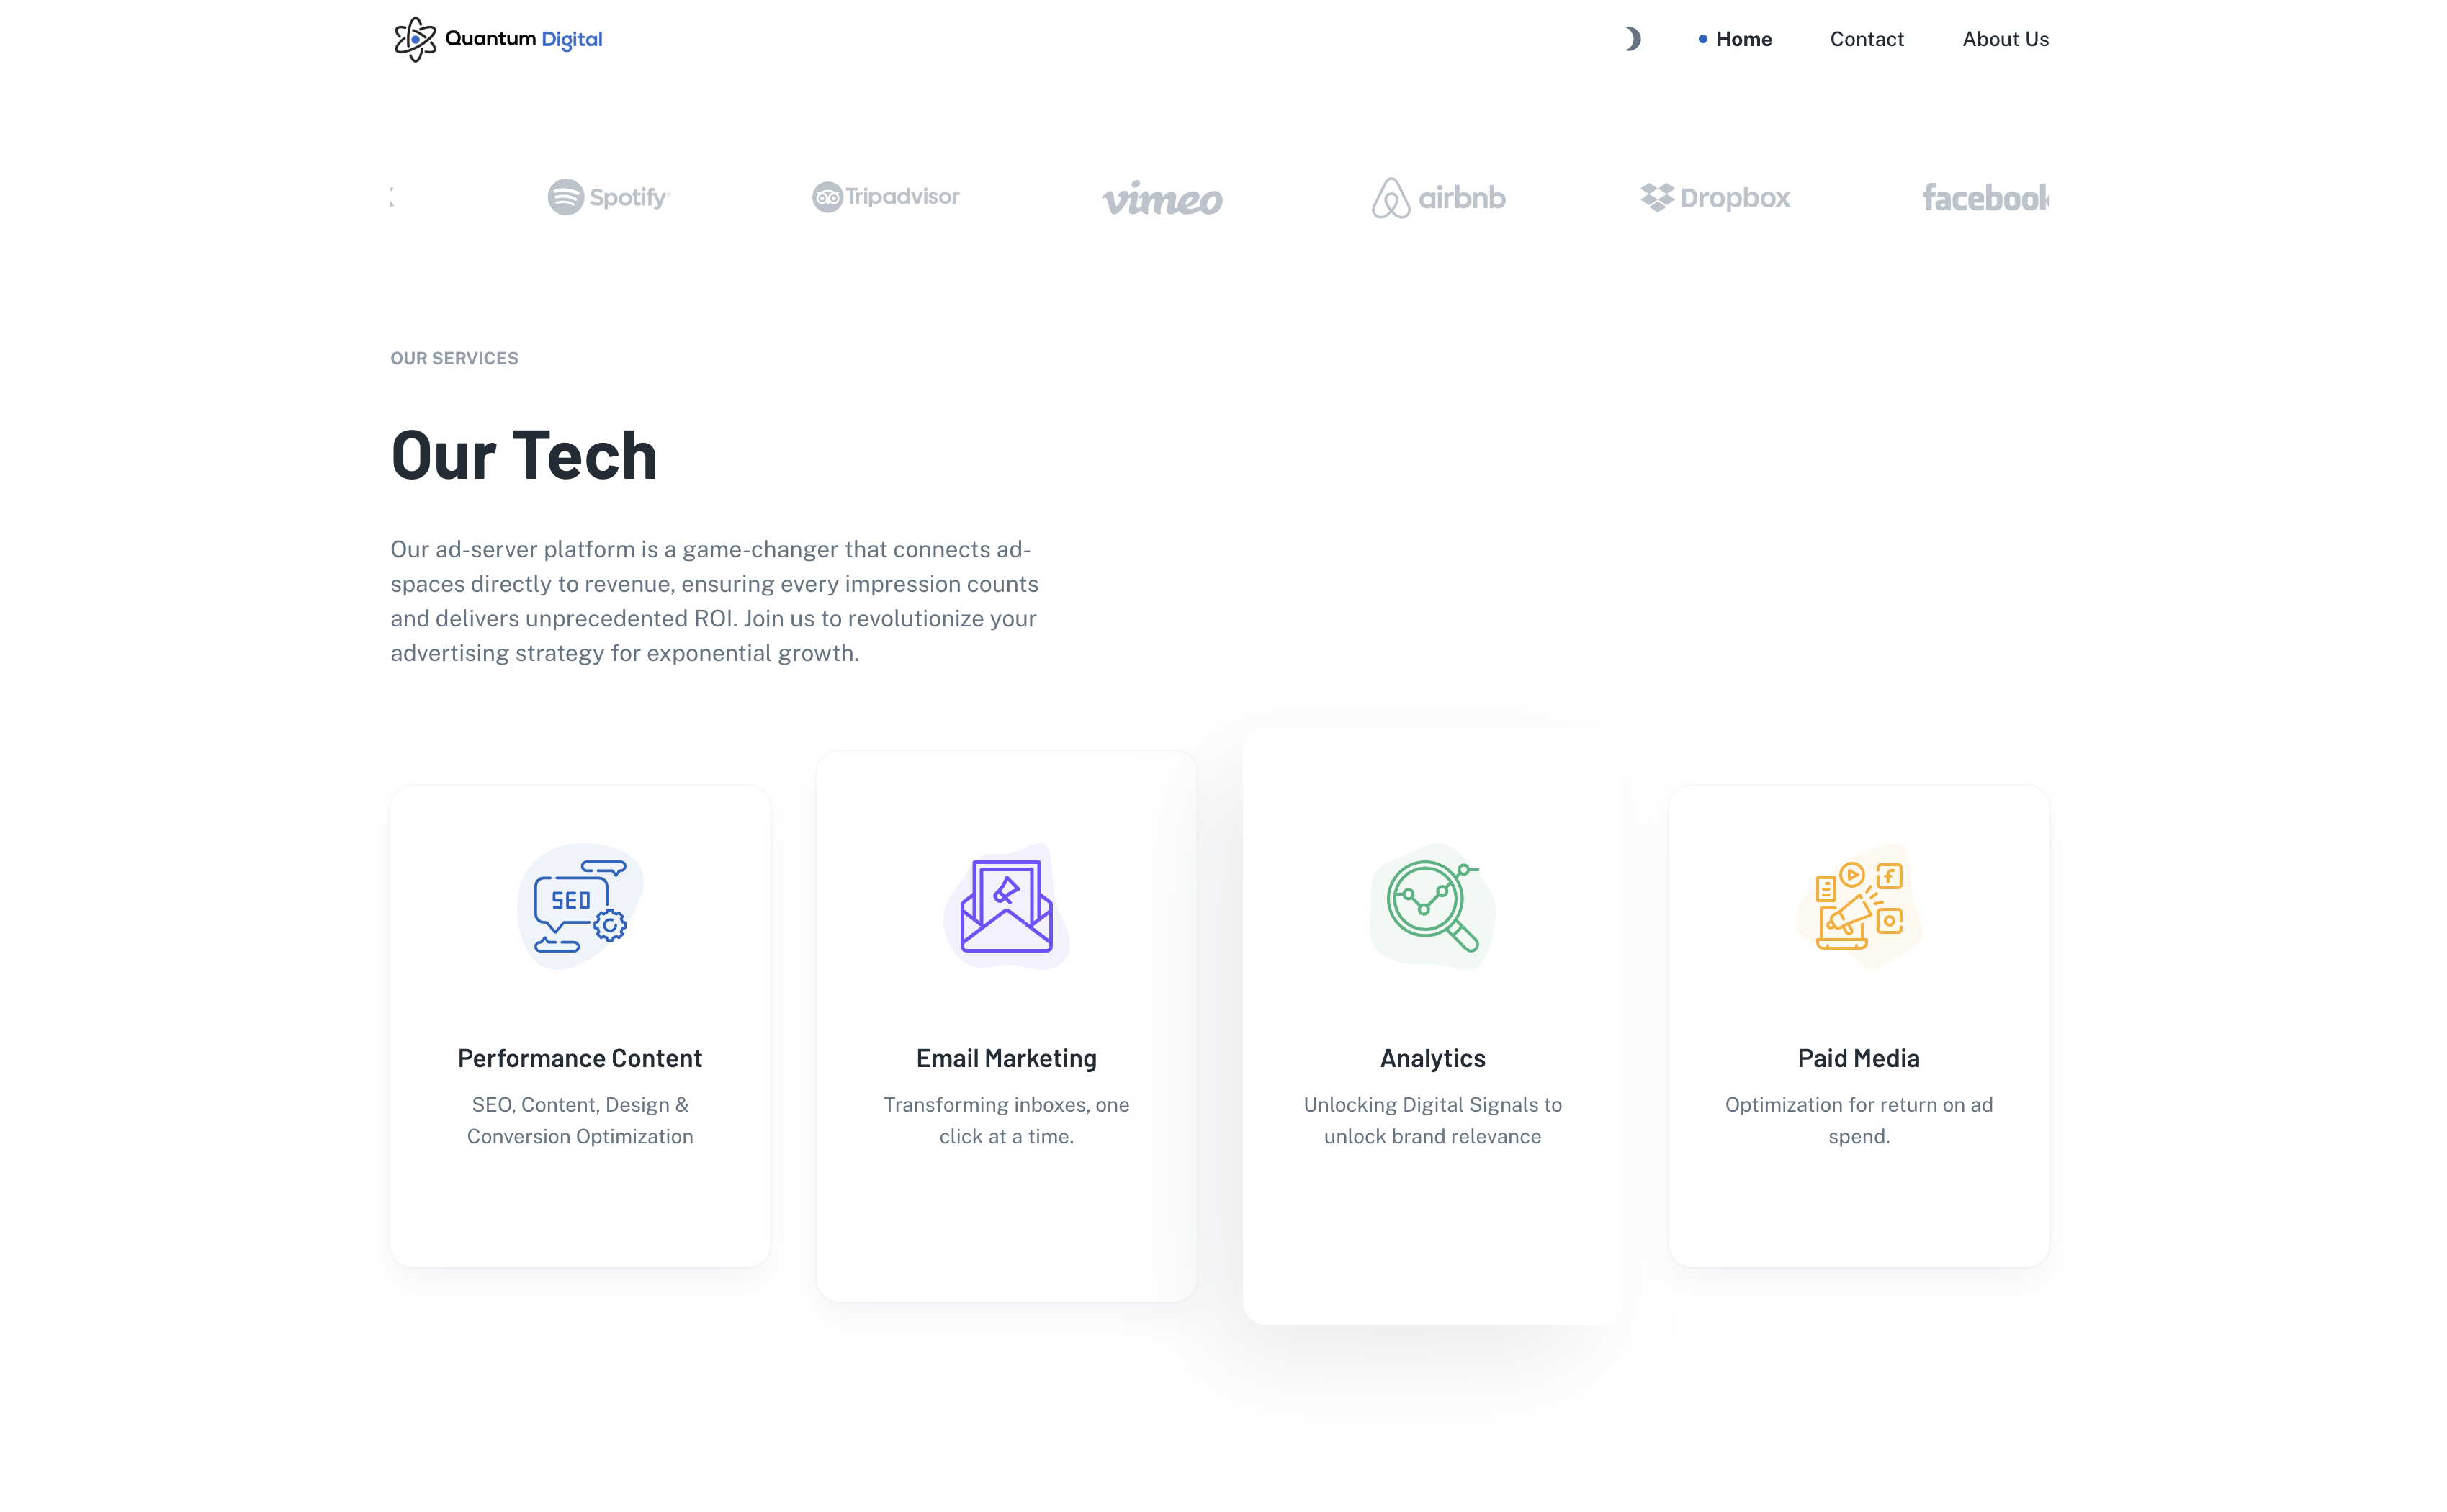 Quantum Digital
Home Contact About Us
Spotify Tripadvisor vimeo airbnb Dropbox facebook
OUR SERVICES
Our Tech
Our ad-server platform is a game-changer that connects ad-
spaces directly to revenue, ensuring every impression counts
and delivers unprecedented ROI. Join us to revolutionize your
advertising strategy for exponential growth.
SEO
Performance Content
SEO, Content, Design &
Conversion Optimization
Email Marketing
Transforming inboxes, one
click at a time.
Analytics
Unlocking Digital Signals to
unlock brand relevance
Paid Media
Optimization for return on ad
spend.